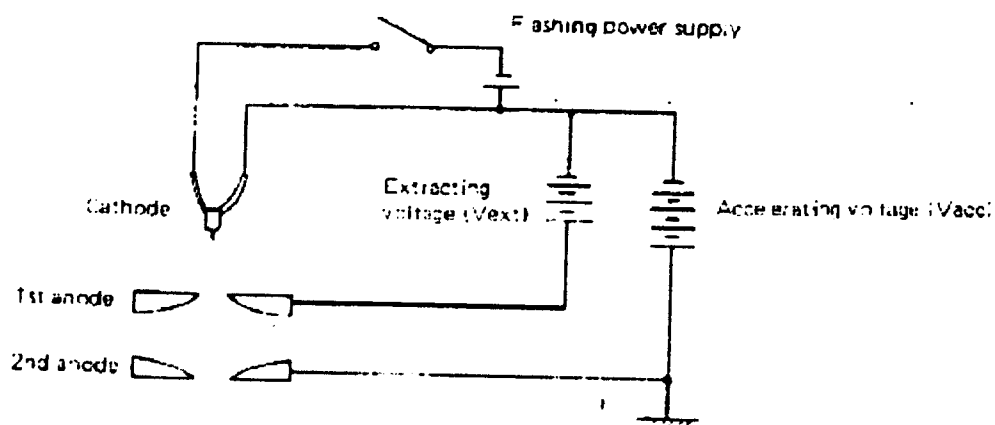 Flashing power supply
Extracting
voltage (Vext)
Cathode
Accelerating voltage (Vacc)
1st anode
2nd anode